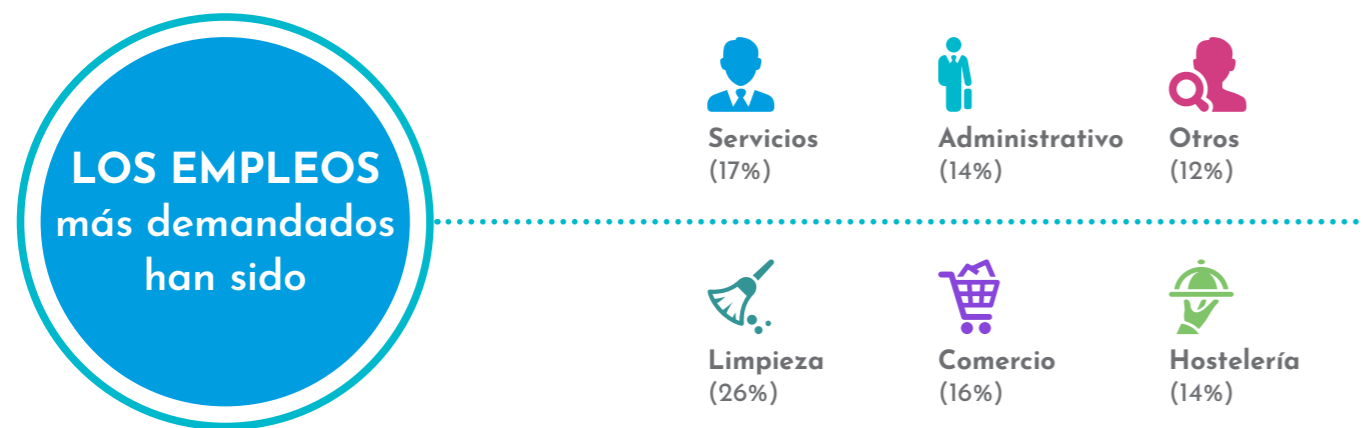 LOS EMPLEOS
más demandados
han sido
Servicios
(17%)
Administrativo
(14%)
Otros
(12%)
Limpieza
(26%)
Comercio
(16%)
Hostelería
(14%)